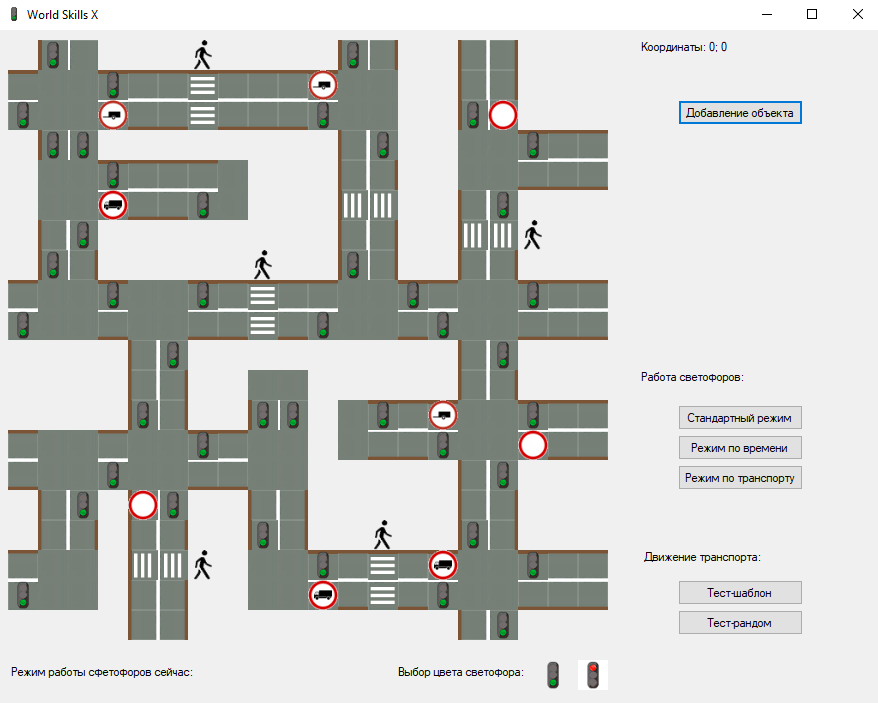 World Skills X
Координаты: 0; 0
Добавление объекта
Работа светофоров:
Стандартный режим
Режим по времени
Режим по транспорту
Движение транспорта:
Тест-шаблон
Тест-рандом
Режим работы сфетофоров сейчас:
Выбор цвета светофора: